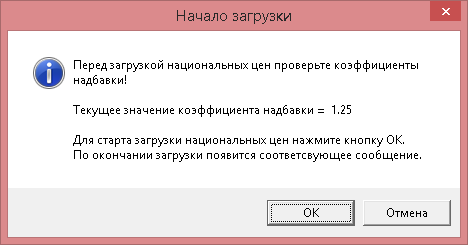 Начало загрузки
Перед загрузкой национальных цен проверьте коэффициенты
надбавки!
Текущее значение коэффициента надбавки = 1.25
Для старта загрузки национальных цен нажмите кнопку OK.
По окончании загрузки появится соответсвующее сообщение.
OK
Отмена